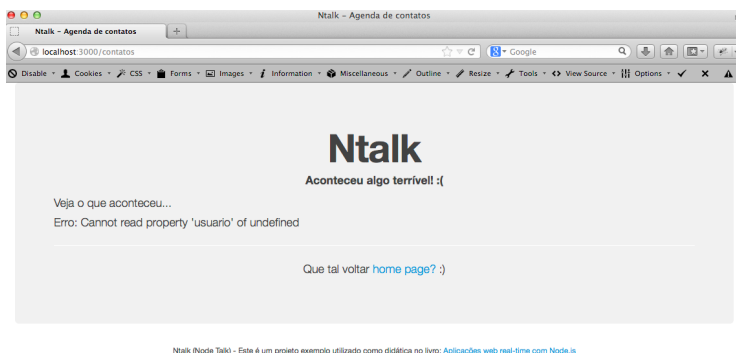 Ntalk - Agenda de contatos
Ntalk - Agenda de contatos
localhost:3000/contatos
Google
Disable Cookies CSS Forms Images Information Miscellaneous Outline Resize Tools View Source Options
Ntalk
Aconteceu algo terrível! :(
Veja o que aconteceu...
Erro: Cannot read property 'usuario' of undefined
Que tal voltar home page? :)
Ntalk (Node Talk) - Este é um projeto exemplo utilizado como didática no livro: Aplicações web real-time com Node.js